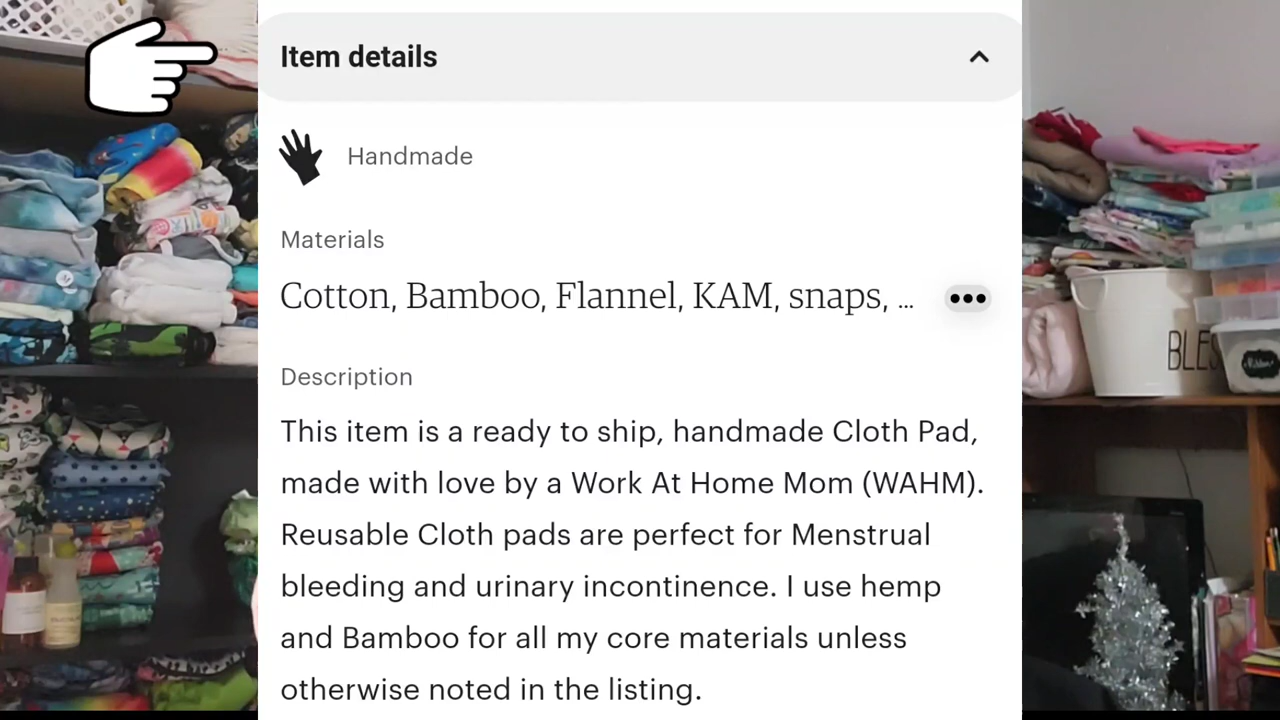 Item details
Handmade
Materials
Cotton, Bamboo, Flannel, KAM, snaps, ...
Description
This item is a ready to ship, handmade Cloth Pad,
made with love by a Work At Home Mom (WAHM).
Reusable Cloth pads are perfect for Menstrual
bleeding and urinary incontinence. I use hemp
and Bamboo for all my core materials unless
otherwise noted in the listing.
BLES